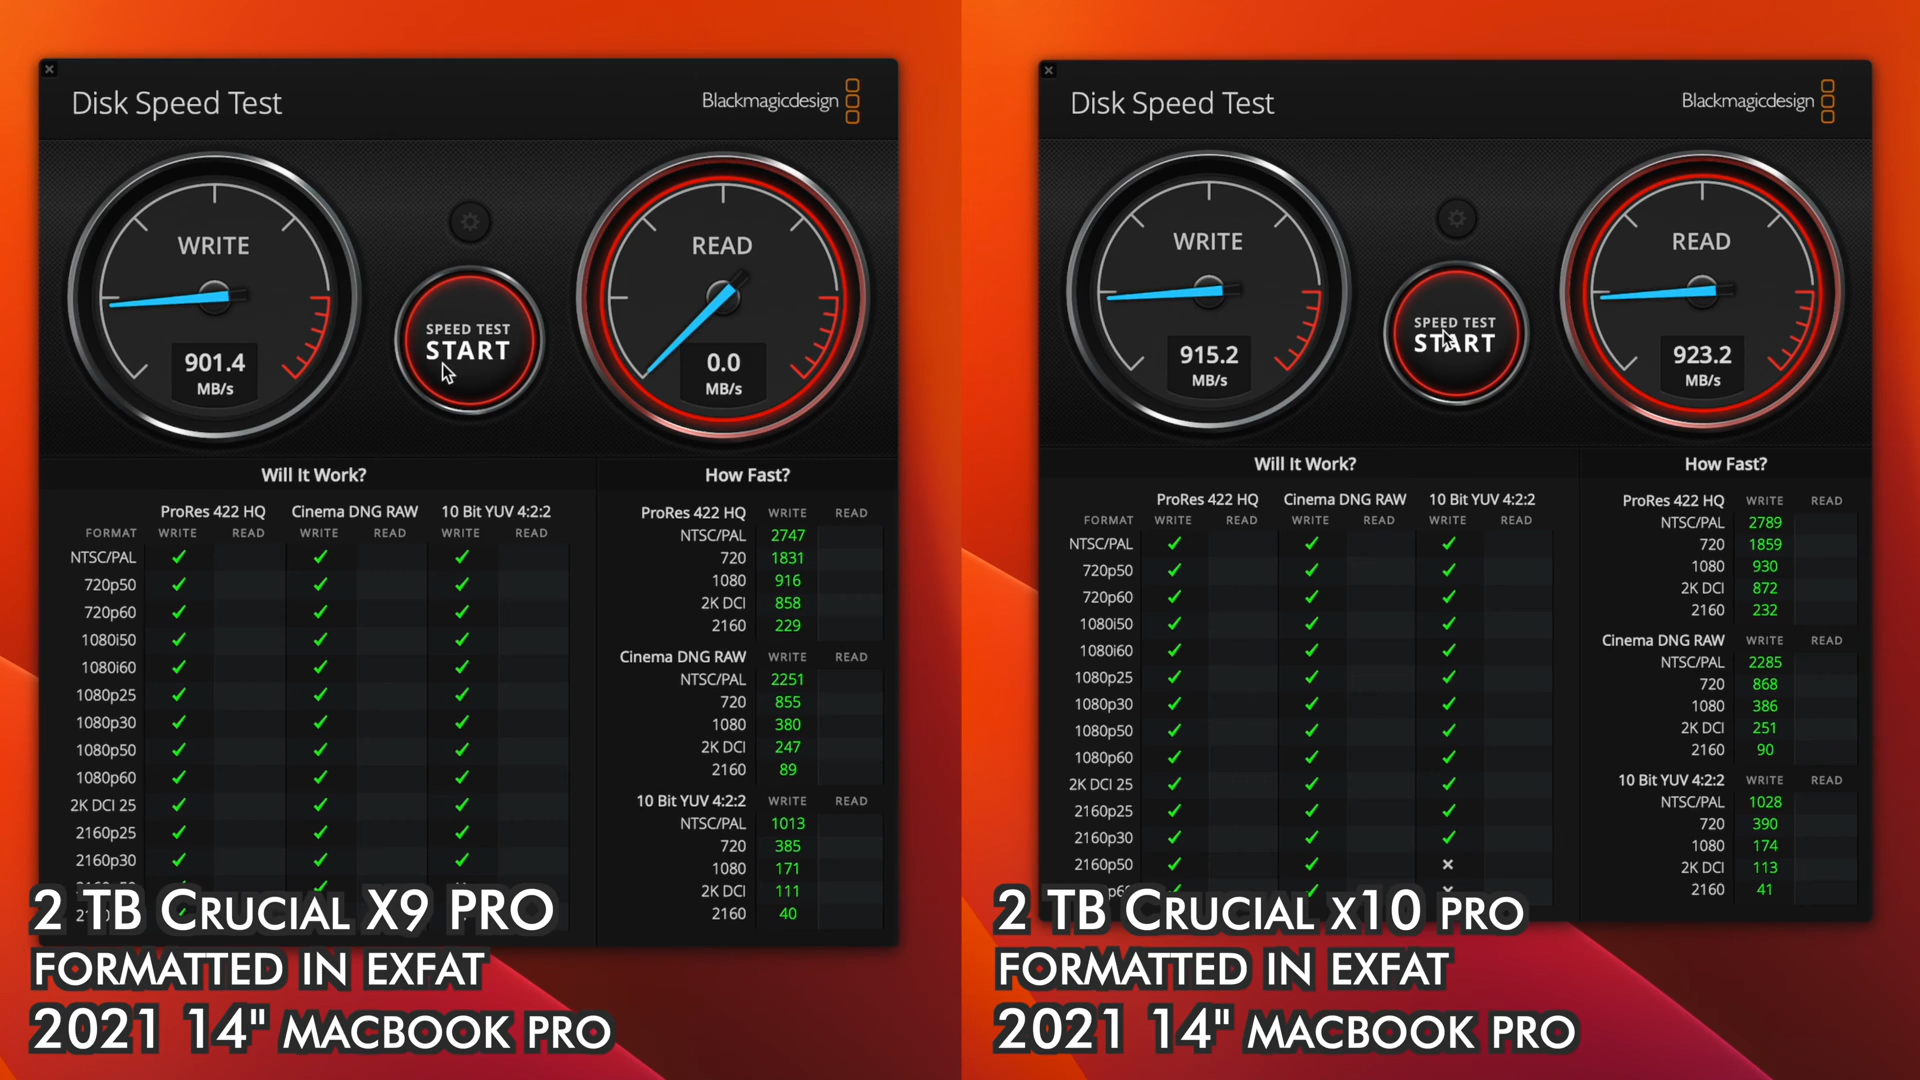 Disk Speed Test
Blackmagicdesign
WRITE
901.4
MB/s
SPEED TEST
START
READ
0.0
MB/s
Will It Work?
ProRes 422 HQ Cinema DNG RAW 10 Bit YUV 4:2:2
FORMAT WRITE READ WRITE READ WRITE READ
NTSC/PAL
720p50
720p60
1080i50
1080i60
1080p25
1080p30
1080p50
1080p60
2K DCI 25
2160p25
2160p30
How Fast?
ProRes 422 HQ WRITE READ
NTSC/PAL 2747
720 1831
1080 916
2K DCI 858
2160 229
Cinema DNG RAW WRITE READ
NTSC/PAL 2251
720 855
1080 380
2K DCI 247
2160 89
10 Bit YUV 4:2:2 WRITE READ
NTSC/PAL 1013
720 385
1080 171
2K DCI 111
2160 40
2 TB Crucial X9 PRO
FORMATTED IN EXFAT
2021 14" MACBOOK PRO
Disk Speed Test
Blackmagicdesign
WRITE
915.2
MB/s
SPEED TEST
START
READ
923.2
MB/s
Will It Work?
ProRes 422 HQ Cinema DNG RAW 10 Bit YUV 4:2:2
FORMAT WRITE READ WRITE READ WRITE READ
NTSC/PAL
720p50
720p60
1080i50
1080i60
1080p25
1080p30
1080p50
1080p60
2K DCI 25
2160p25
2160p30
2160p50
How Fast?
ProRes 422 HQ WRITE READ
NTSC/PAL 2789
720 1859
1080 930
2K DCI 872
2160 232
Cinema DNG RAW WRITE READ
NTSC/PAL 2285
720 868
1080 386
2K DCI 251
2160 90
10 Bit YUV 4:2:2 WRITE READ
NTSC/PAL 1028
720 390
1080 174
2K DCI 113
2160 41
2 TB Crucial X10 PRO
FORMATTED IN EXFAT
2021 14" MACBOOK PRO